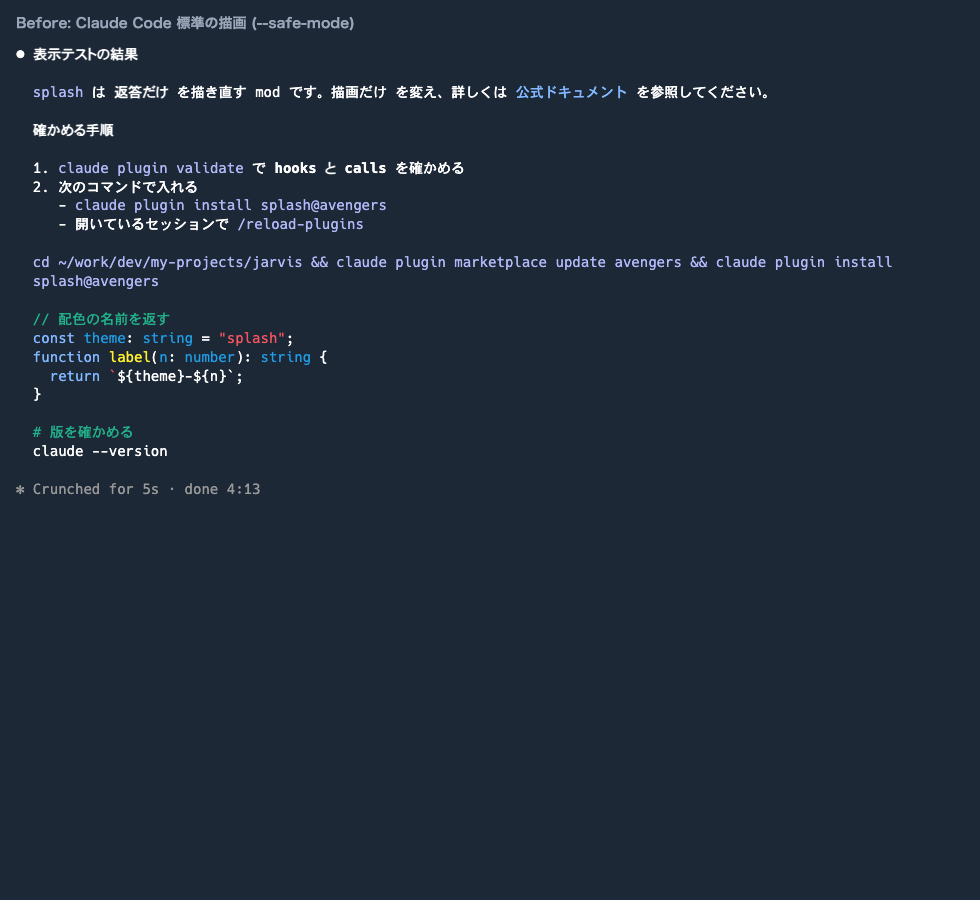 Before: Claude Code 標準の描画 (--safe-mode)
● 表示テストの結果
splash は 返答だけ を描き直す mod です。描画だけ を変え、詳しくは 公式ドキュメント を参照してください。
確かめる手順
1. claude plugin validate で hooks と calls を確かめる
2. 次のコマンドで入れる
- claude plugin install splash@avengers
- 開いているセッションで /reload-plugins
cd ~/work/dev/my-projects/jarvis && claude plugin marketplace update avengers && claude plugin install
splash@avengers
// 配色の名前を返す
const theme: string = "splash";
function label(n: number): string {
return `${theme}-${n}`;
}
# 版を確かめる
claude --version
✻ Crunched for 5s · done 4:13